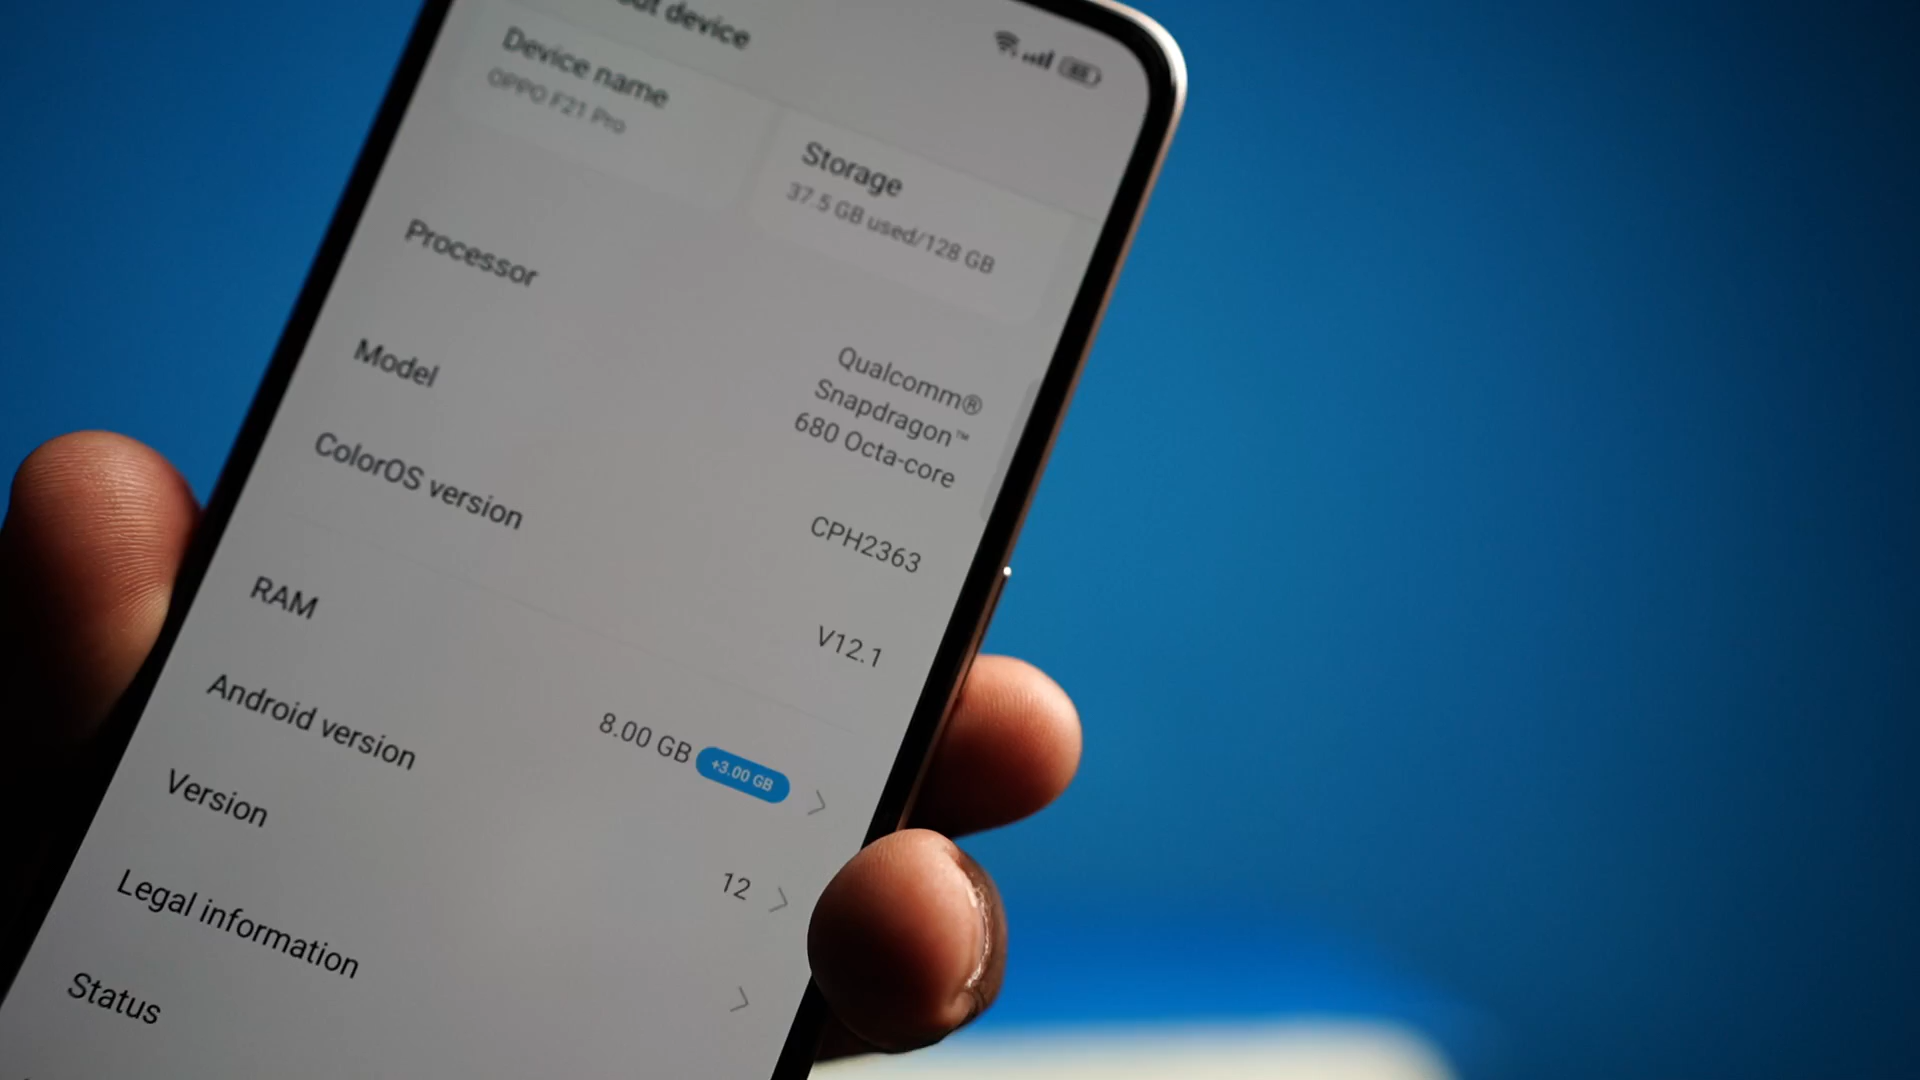 device
Device name
OPPO F21 Pro
Storage
37.5 GB used/128 GB
Processor
Qualcomm®
Snapdragon™
680 Octa-core
Model
CPH2363
ColorOS version
V12.1
RAM
8.00 GB +3.00 GB
Android version
12
Version
Legal information
Status